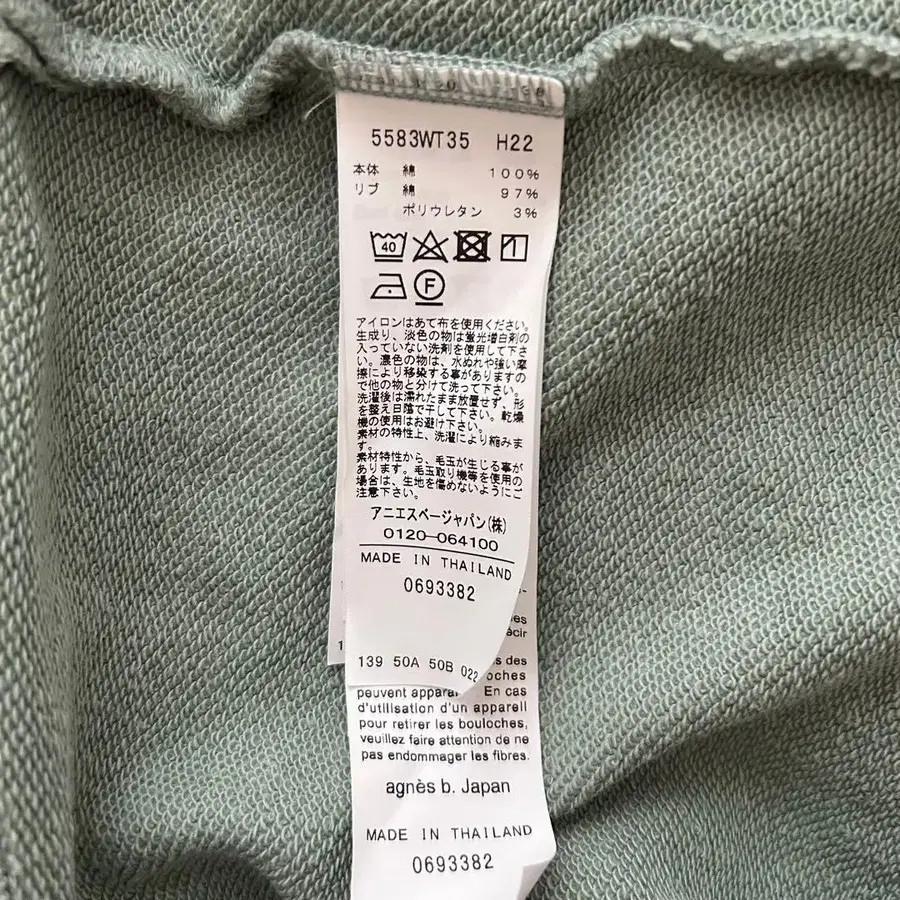 5583WT35 H22
本体 綿 100%
リブ 綿 97%
ポリウレタン 3%
40
F
アイロンはあて布を使用ください。
生成り、淡色の物は蛍光増白剤の
入っていない洗剤を使用して下さ
い。濃色の物は、水ぬれや強い摩
擦により移染する事がありますの
で他の物と分けて洗って下さい。
洗濯後は濡れたまま放置せず、形
を整え日蔭で干して下さい。乾燥
機の使用はお避け下さい。
素材の特性上、洗濯により縮みま
す。
素材特性から、毛玉が生じる事が
あります。毛玉取り機等を使用の
場合は、生地を傷めないようにご
注意下さい。
アニエスベージャパン(株)
0120-064100
MADE IN THAILAND
0693382
139 50A 50B 022
des
peuvent En cas
d'utilisation d'un appareil
pour retirer les bouloches,
veuillez faire attention de ne
pas endommager les fibres.
agnès b. Japan
MADE IN THAILAND
0693382